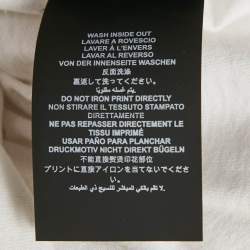 WASH INSIDE OUT
LAVARE A ROVESCIO
LAVER À L'ENVERS
LAVAR AL REVERSO
VON DER INNENSEITE WASCHEN
反面洗涤
裏返して洗ってください。
DO NOT IRON PRINT DIRECTLY
NON STIRARE IL TESSUTO STAMPATO
DIRETTAMENTE
NE PAS REPASSER DIRECTEMENT LE
TISSU IMPRIMÉ
USAR PAÑO PARA PLANCHAR
DRUCKMOTIV NICHT DIREKT BÜGELN
不能直接熨烫印花部位
プリントに直接アイロンを当てないでください。